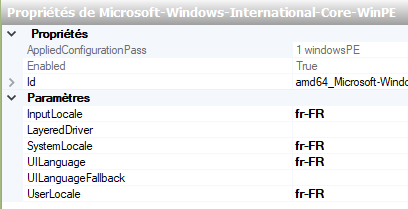 Propriétés de Microsoft-Windows-International-Core-WinPE
Propriétés
AppliedConfigurationPass 1 windowsPE
Enabled True
Id amd64_Microsoft-Windo
Paramètres
InputLocale fr-FR
LayeredDriver
SystemLocale fr-FR
UILanguage fr-FR
UILanguageFallback
UserLocale fr-FR